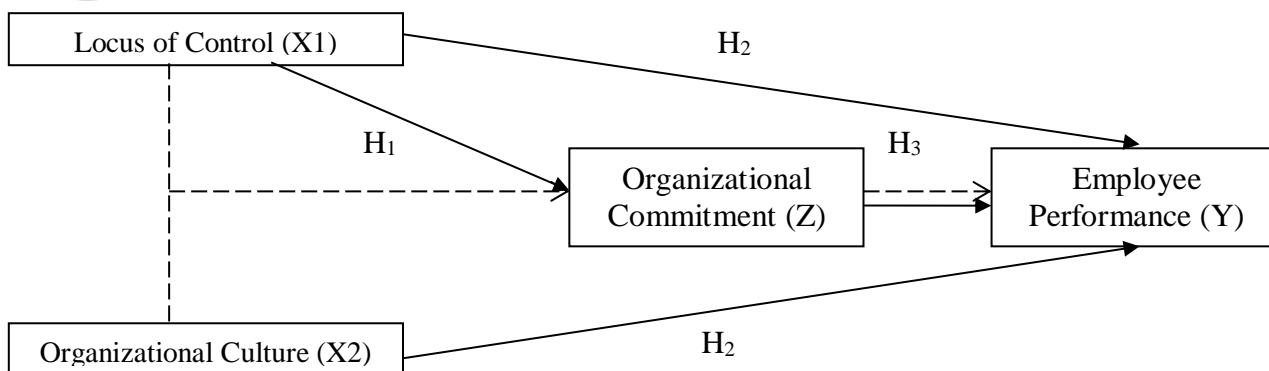 Locus of Control (X1)
H₂
H₁
H₃
Organizational
Commitment (Z)
Employee
Performance (Y)
Organizational Culture (X2)
H₂